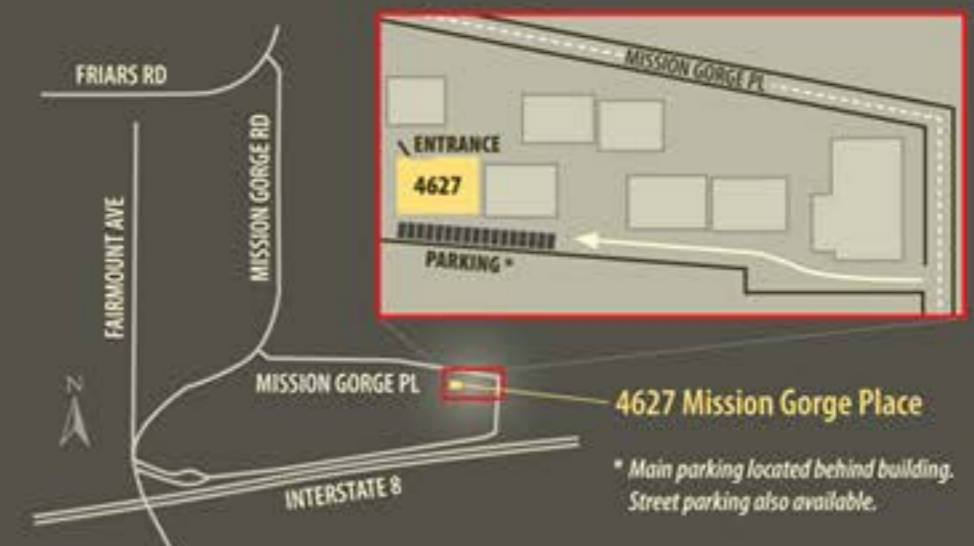 FRIARS RD
MISSION GORGE RD
FAIRMOUNT AVE
MISSION GORGE PL
ENTRANCE
4627
PARKING *
MISSION GORGE PL
N
INTERSTATE 8
4627 Mission Gorge Place
* Main parking located behind building.
Street parking also available.